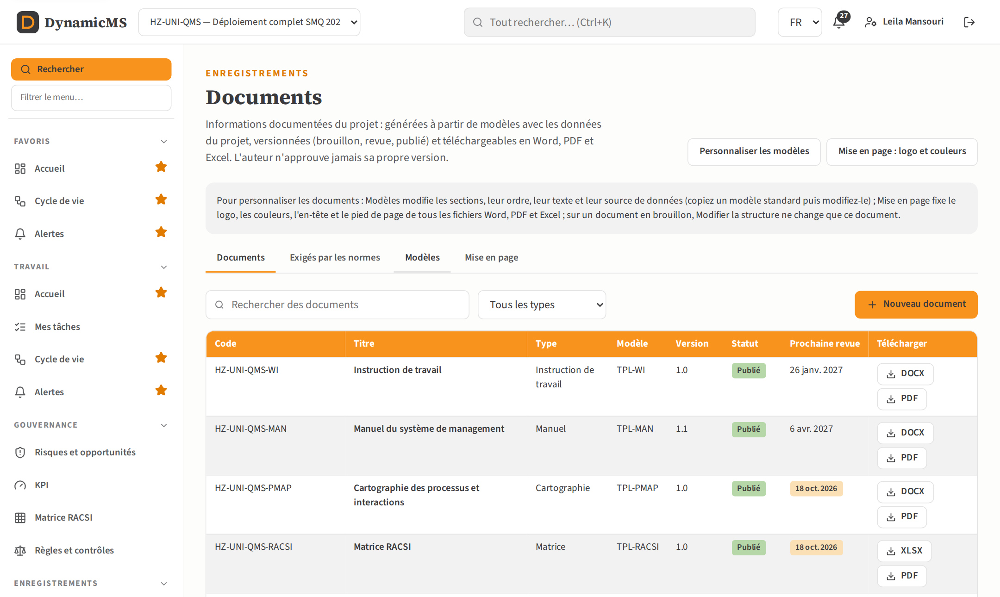 DynamicMS
HZ-UNI-QMS — Déploiement complet SMQ 202
Tout rechercher… (Ctrl+K)
FR
27
Leila Mansouri
Rechercher
Filtrer le menu…
FAVORIS
Accueil
Cycle de vie
Alertes
TRAVAIL
Accueil
Mes tâches
Cycle de vie
Alertes
GOUVERNANCE
Risques et opportunités
KPI
Matrice RACSI
Règles et contrôles
ENREGISTREMENTS
ENREGISTREMENTS
Documents
Informations documentées du projet : générées à partir de modèles avec les données
du projet, versionnées (brouillon, revue, publié) et téléchargeables en Word, PDF et
Excel. L'auteur n'approuve jamais sa propre version.
Personnaliser les modèles
Mise en page : logo et couleurs
Pour personnaliser les documents : Modèles modifie les sections, leur ordre, leur texte et leur source de données (copiez un modèle standard puis modifiez-le) ; Mise en page fixe le
logo, les couleurs, l'en-tête et le pied de page de tous les fichiers Word, PDF et Excel ; sur un document en brouillon, Modifier la structure ne change que ce document.
Documents Exigés par les normes Modèles Mise en page
Rechercher des documents
Tous les types
Nouveau document
Code Titre Type Modèle Version Statut Prochaine revue Télécharger
HZ-UNI-QMS-WI Instruction de travail Instruction de TPL-WI 1.0 Publié 26 janv. 2027 DOCX
travail
PDF
HZ-UNI-QMS-MAN Manuel du système de management Manuel TPL-MAN 1.1 Publié 6 avr. 2027 DOCX
PDF
HZ-UNI-QMS-PMAP Cartographie des processus et Cartographie TPL-PMAP 1.0 Publié 18 oct. 2026 DOCX
interactions
PDF
HZ-UNI-QMS-RACSI Matrice RACSI Matrice TPL-RACSI 1.0 Publié 18 oct. 2026 XLSX
PDF